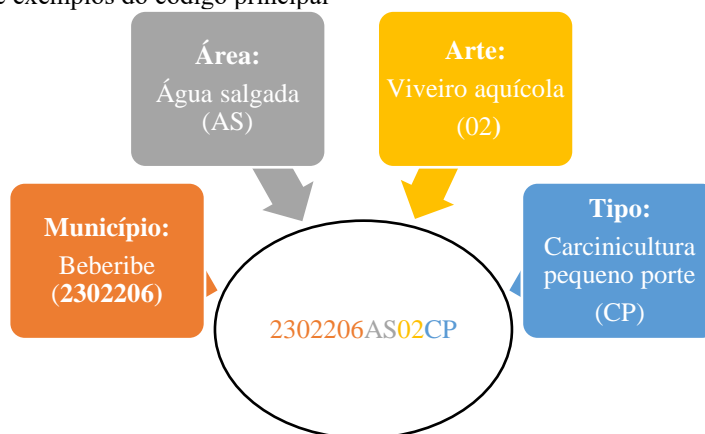 exemplos do código principal
Área:
Água salgada
(AS)
Arte:
Viveiro aquícola
(02)
Município:
Beberibe
(2302206)
Tipo:
Carcinicultura
pequeno porte
(CP)
2302206AS02CP